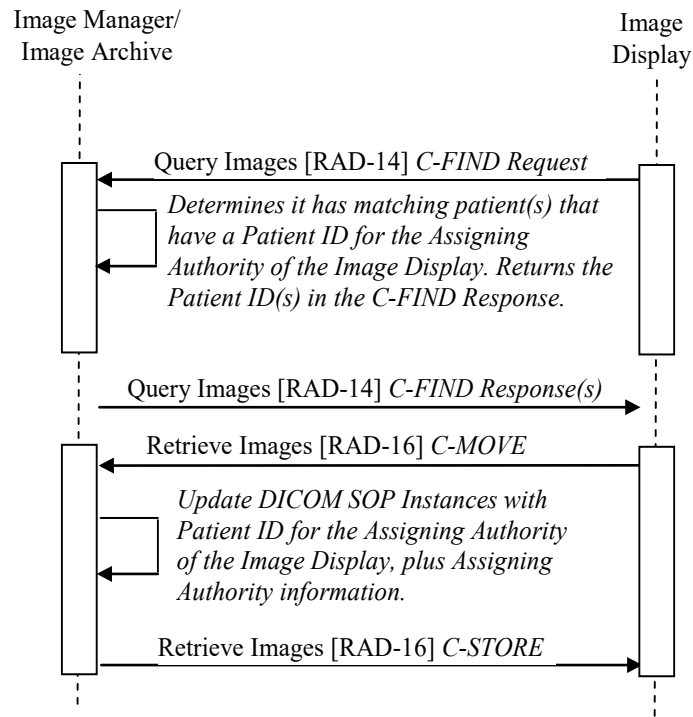 Image Manager/
Image Archive
Image
Display
Query Images [RAD-14] C-FIND Request
Determines it has matching patient(s) that
have a Patient ID for the Assigning
Authority of the Image Display. Returns the
Patient ID(s) in the C-FIND Response.
Query Images [RAD-14] C-FIND Response(s)
Retrieve Images [RAD-16] C-MOVE
Update DICOM SOP Instances with
Patient ID for the Assigning Authority
of the Image Display, plus Assigning
Authority information.
Retrieve Images [RAD-16] C-STORE